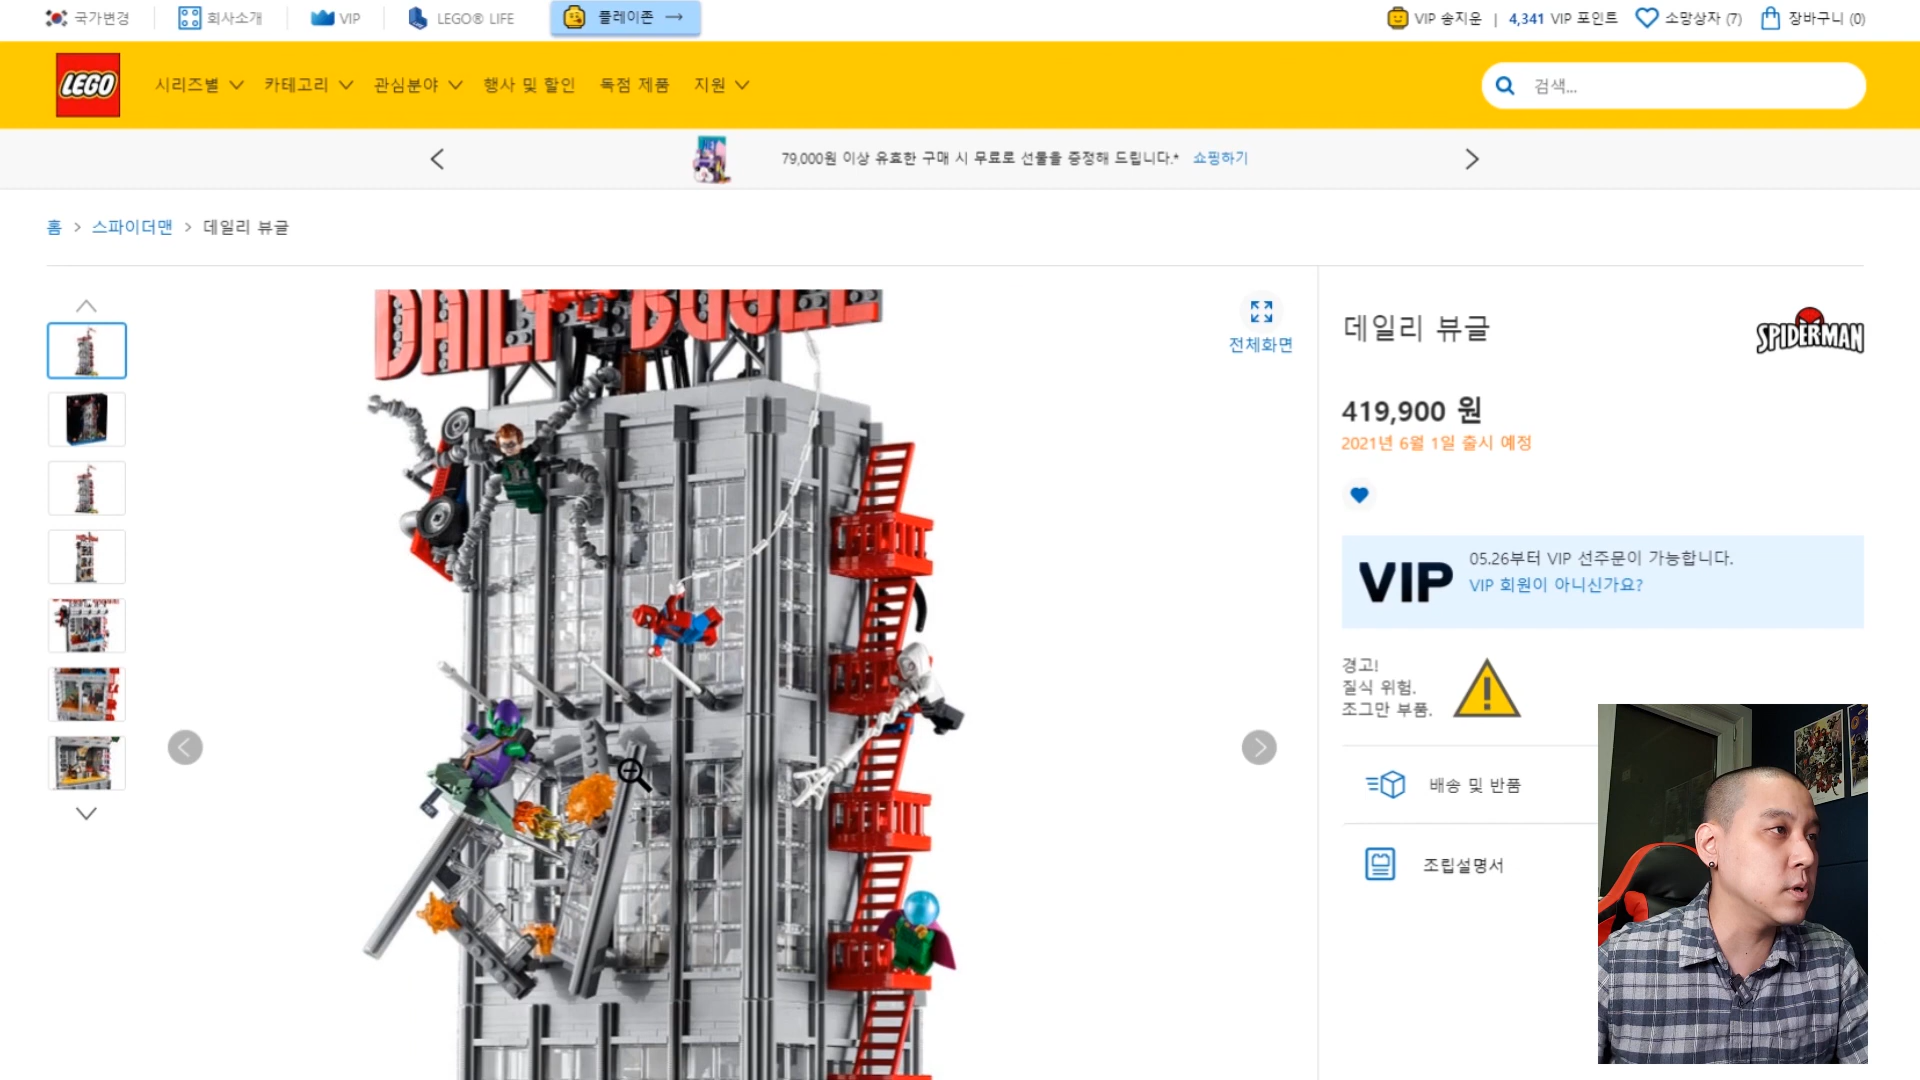 국가변경
회사소개
VIP
LEGO® LIFE
플레이존 →
VIP 송지운 | 4,341 VIP 포인트
소망상자 (7)
장바구니 (0)
LEGO
시리즈별
카테고리
관심분야
행사 및 할인
독점 제품
지원
검색...
79,000원 이상 유효한 구매 시 무료로 선물을 증정해 드립니다.* 쇼핑하기
홈 > 스파이더맨 > 데일리 뷰글
DAILY BUGLE
전체화면
데일리 뷰글
SPIDERMAN
419,900 원
2021년 6월 1일 출시 예정
VIP
05.26부터 VIP 선주문이 가능합니다.
VIP 회원이 아니신가요?
경고!
질식 위험.
조그만 부품.
배송 및 반품
조립설명서